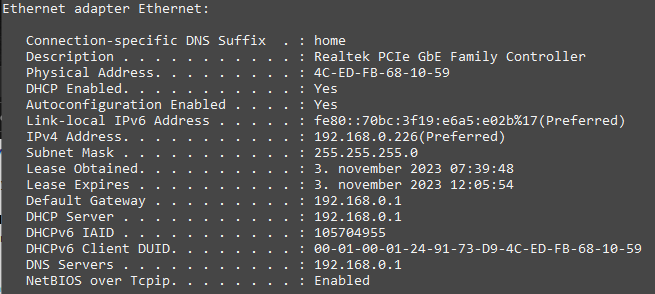 Ethernet adapter Ethernet:
Connection-specific DNS Suffix . : home
Description . . . . . . . . . . . : Realtek PCIe GbE Family Controller
Physical Address. . . . . . . . . : 4C-ED-FB-68-10-59
DHCP Enabled. . . . . . . . . . . : Yes
Autoconfiguration Enabled . . . . : Yes
Link-local IPv6 Address . . . . . : fe80::70bc:3f19:e6a5:e02b%17(Preferred)
IPv4 Address. . . . . . . . . . . : 192.168.0.226(Preferred)
Subnet Mask . . . . . . . . . . . : 255.255.255.0
Lease Obtained. . . . . . . . . . : 3. november 2023 07:39:48
Lease Expires . . . . . . . . . . : 3. november 2023 12:05:54
Default Gateway . . . . . . . . . : 192.168.0.1
DHCP Server . . . . . . . . . . . : 192.168.0.1
DHCPv6 IAID . . . . . . . . . . . : 105704955
DHCPv6 Client DUID. . . . . . . . : 00-01-00-01-24-91-73-D9-4C-ED-FB-68-10-59
DNS Servers . . . . . . . . . . . : 192.168.0.1
NetBIOS over Tcpip. . . . . . . . : Enabled